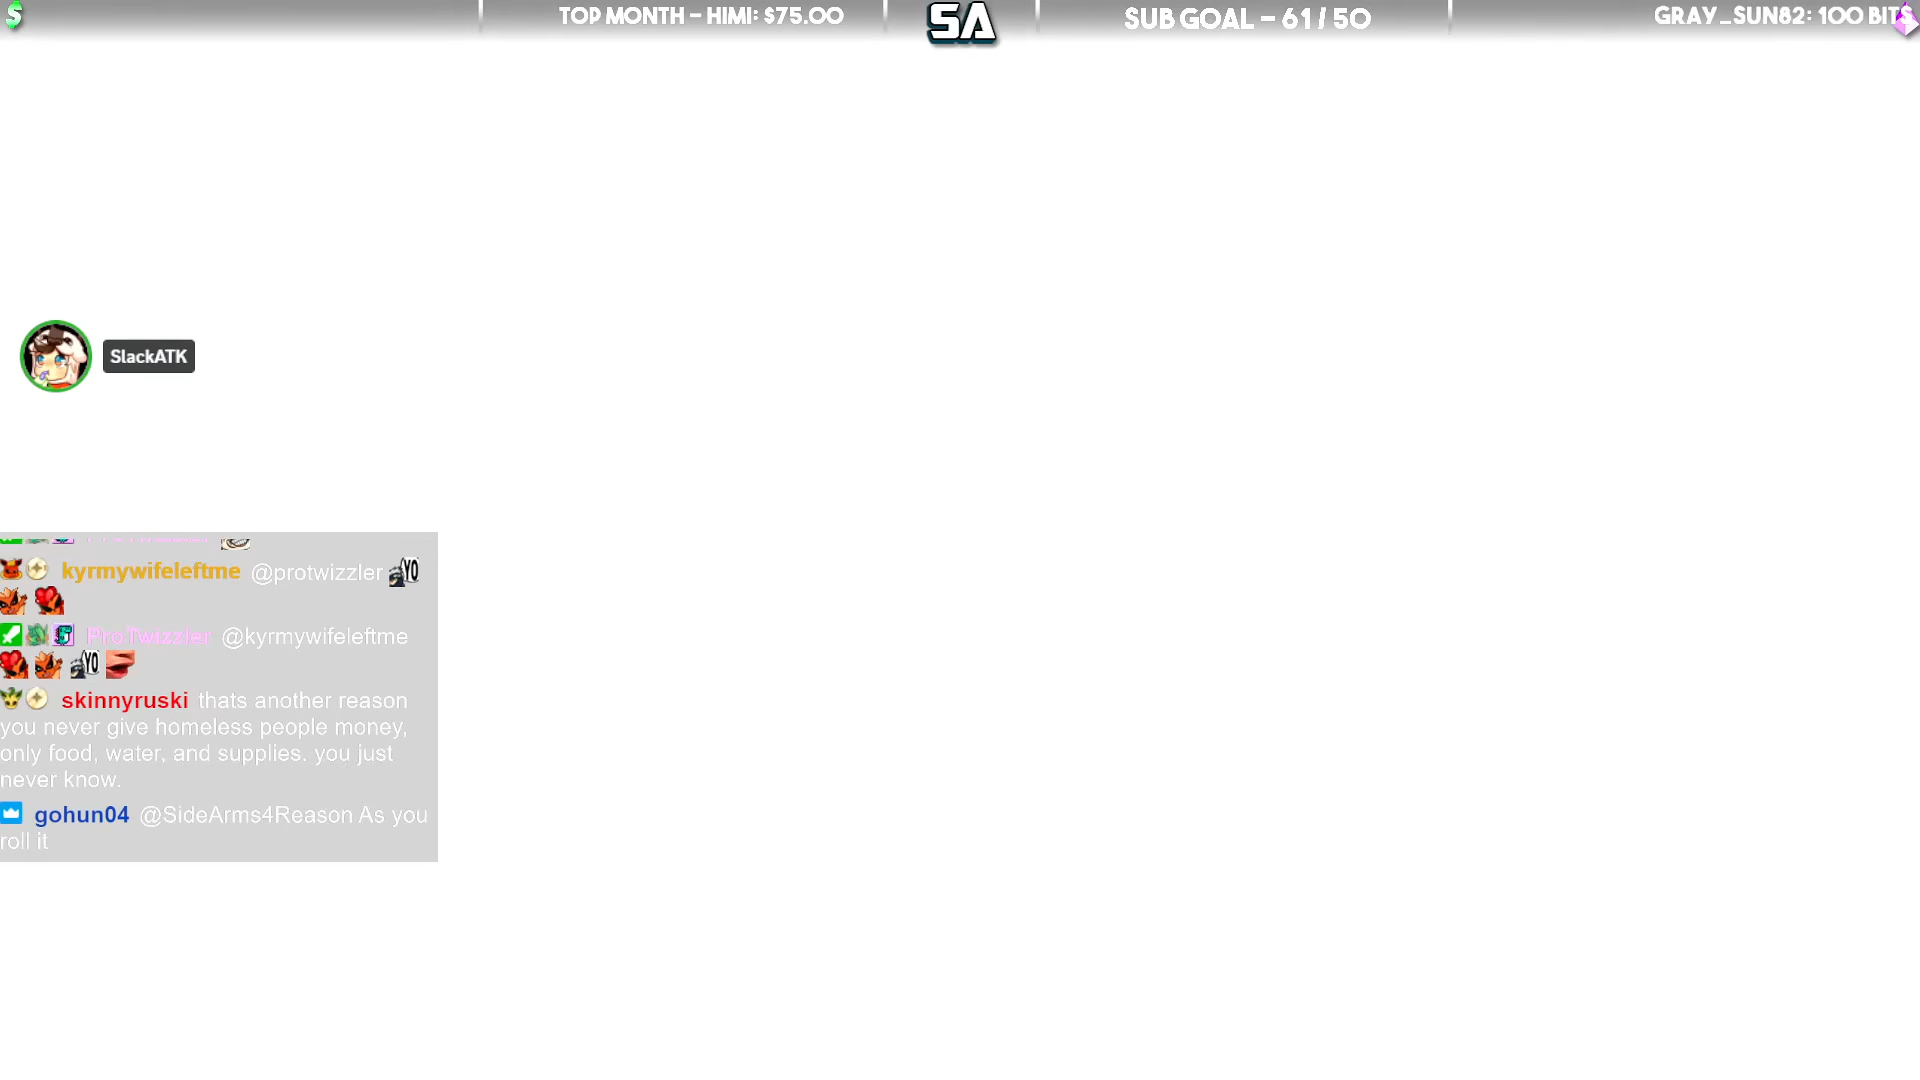 $
TOP MONTH - HIMI: $75.00
SA
SUB GOAL - 61 / 50
GRAY_SUN82: 100 BITS
SlackATK
kyrmywifeleftme @protwizzler YO
ProTwizzler @kyrmywifeleftme
YO
skinnyruski thats another reason
you never give homeless people money,
only food, water, and supplies. you just
never know.
gohun04 @SideArms4Reason As you
roll it